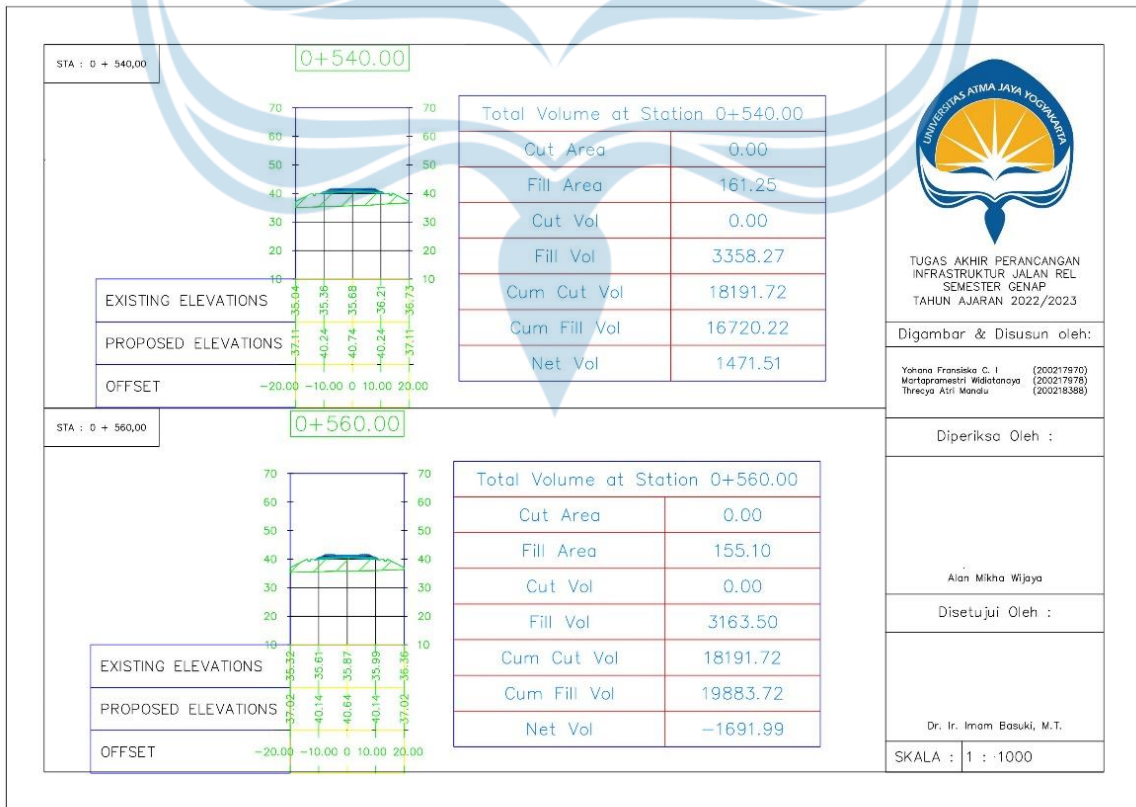 STA : 0 + 540,00
0+540.00
70 70
60 60
50 50
40 40
30 30
20 20
10 10
EXISTING ELEVATIONS 35.04 35.36 35.68 36.21 36.73
PROPOSED ELEVATIONS 37.11 40.24 40.74 40.24 37.11
OFFSET -20.00 -10.00 0 10.00 20.00
Total Volume at Station 0+540.00
Cut Area 0.00
Fill Area 161.25
Cut Vol 0.00
Fill Vol 3358.27
Cum Cut Vol 18191.72
Cum Fill Vol 16720.22
Net Vol 1471.51
STA : 0 + 560,00
0+560.00
70 70
60 60
50 50
40 40
30 30
20 20
10 10
EXISTING ELEVATIONS 35.32 35.61 35.87 35.99 36.36
PROPOSED ELEVATIONS 37.02 40.14 40.64 40.14 37.02
OFFSET -20.00 -10.00 0 10.00 20.00
Total Volume at Station 0+560.00
Cut Area 0.00
Fill Area 155.10
Cut Vol 0.00
Fill Vol 3163.50
Cum Cut Vol 18191.72
Cum Fill Vol 19883.72
Net Vol -1691.99
UNIVERSITAS ATMA JAYA YOGYAKARTA
TUGAS AKHIR PERANCANGAN
INFRASTRUKTUR JALAN REL
SEMESTER GENAP
TAHUN AJARAN 2022/2023
Digambar & Disusun oleh:
Yohana Fransiska C. I (200217970)
Martapramestri Widiatanaya (200217978)
Threcya Atri Manalu (200218388)
Diperiksa Oleh :
Alan Mikha Wijaya
Disetujui Oleh :
Dr. Ir. Imam Basuki, M.T.
SKALA : 1 : 1000